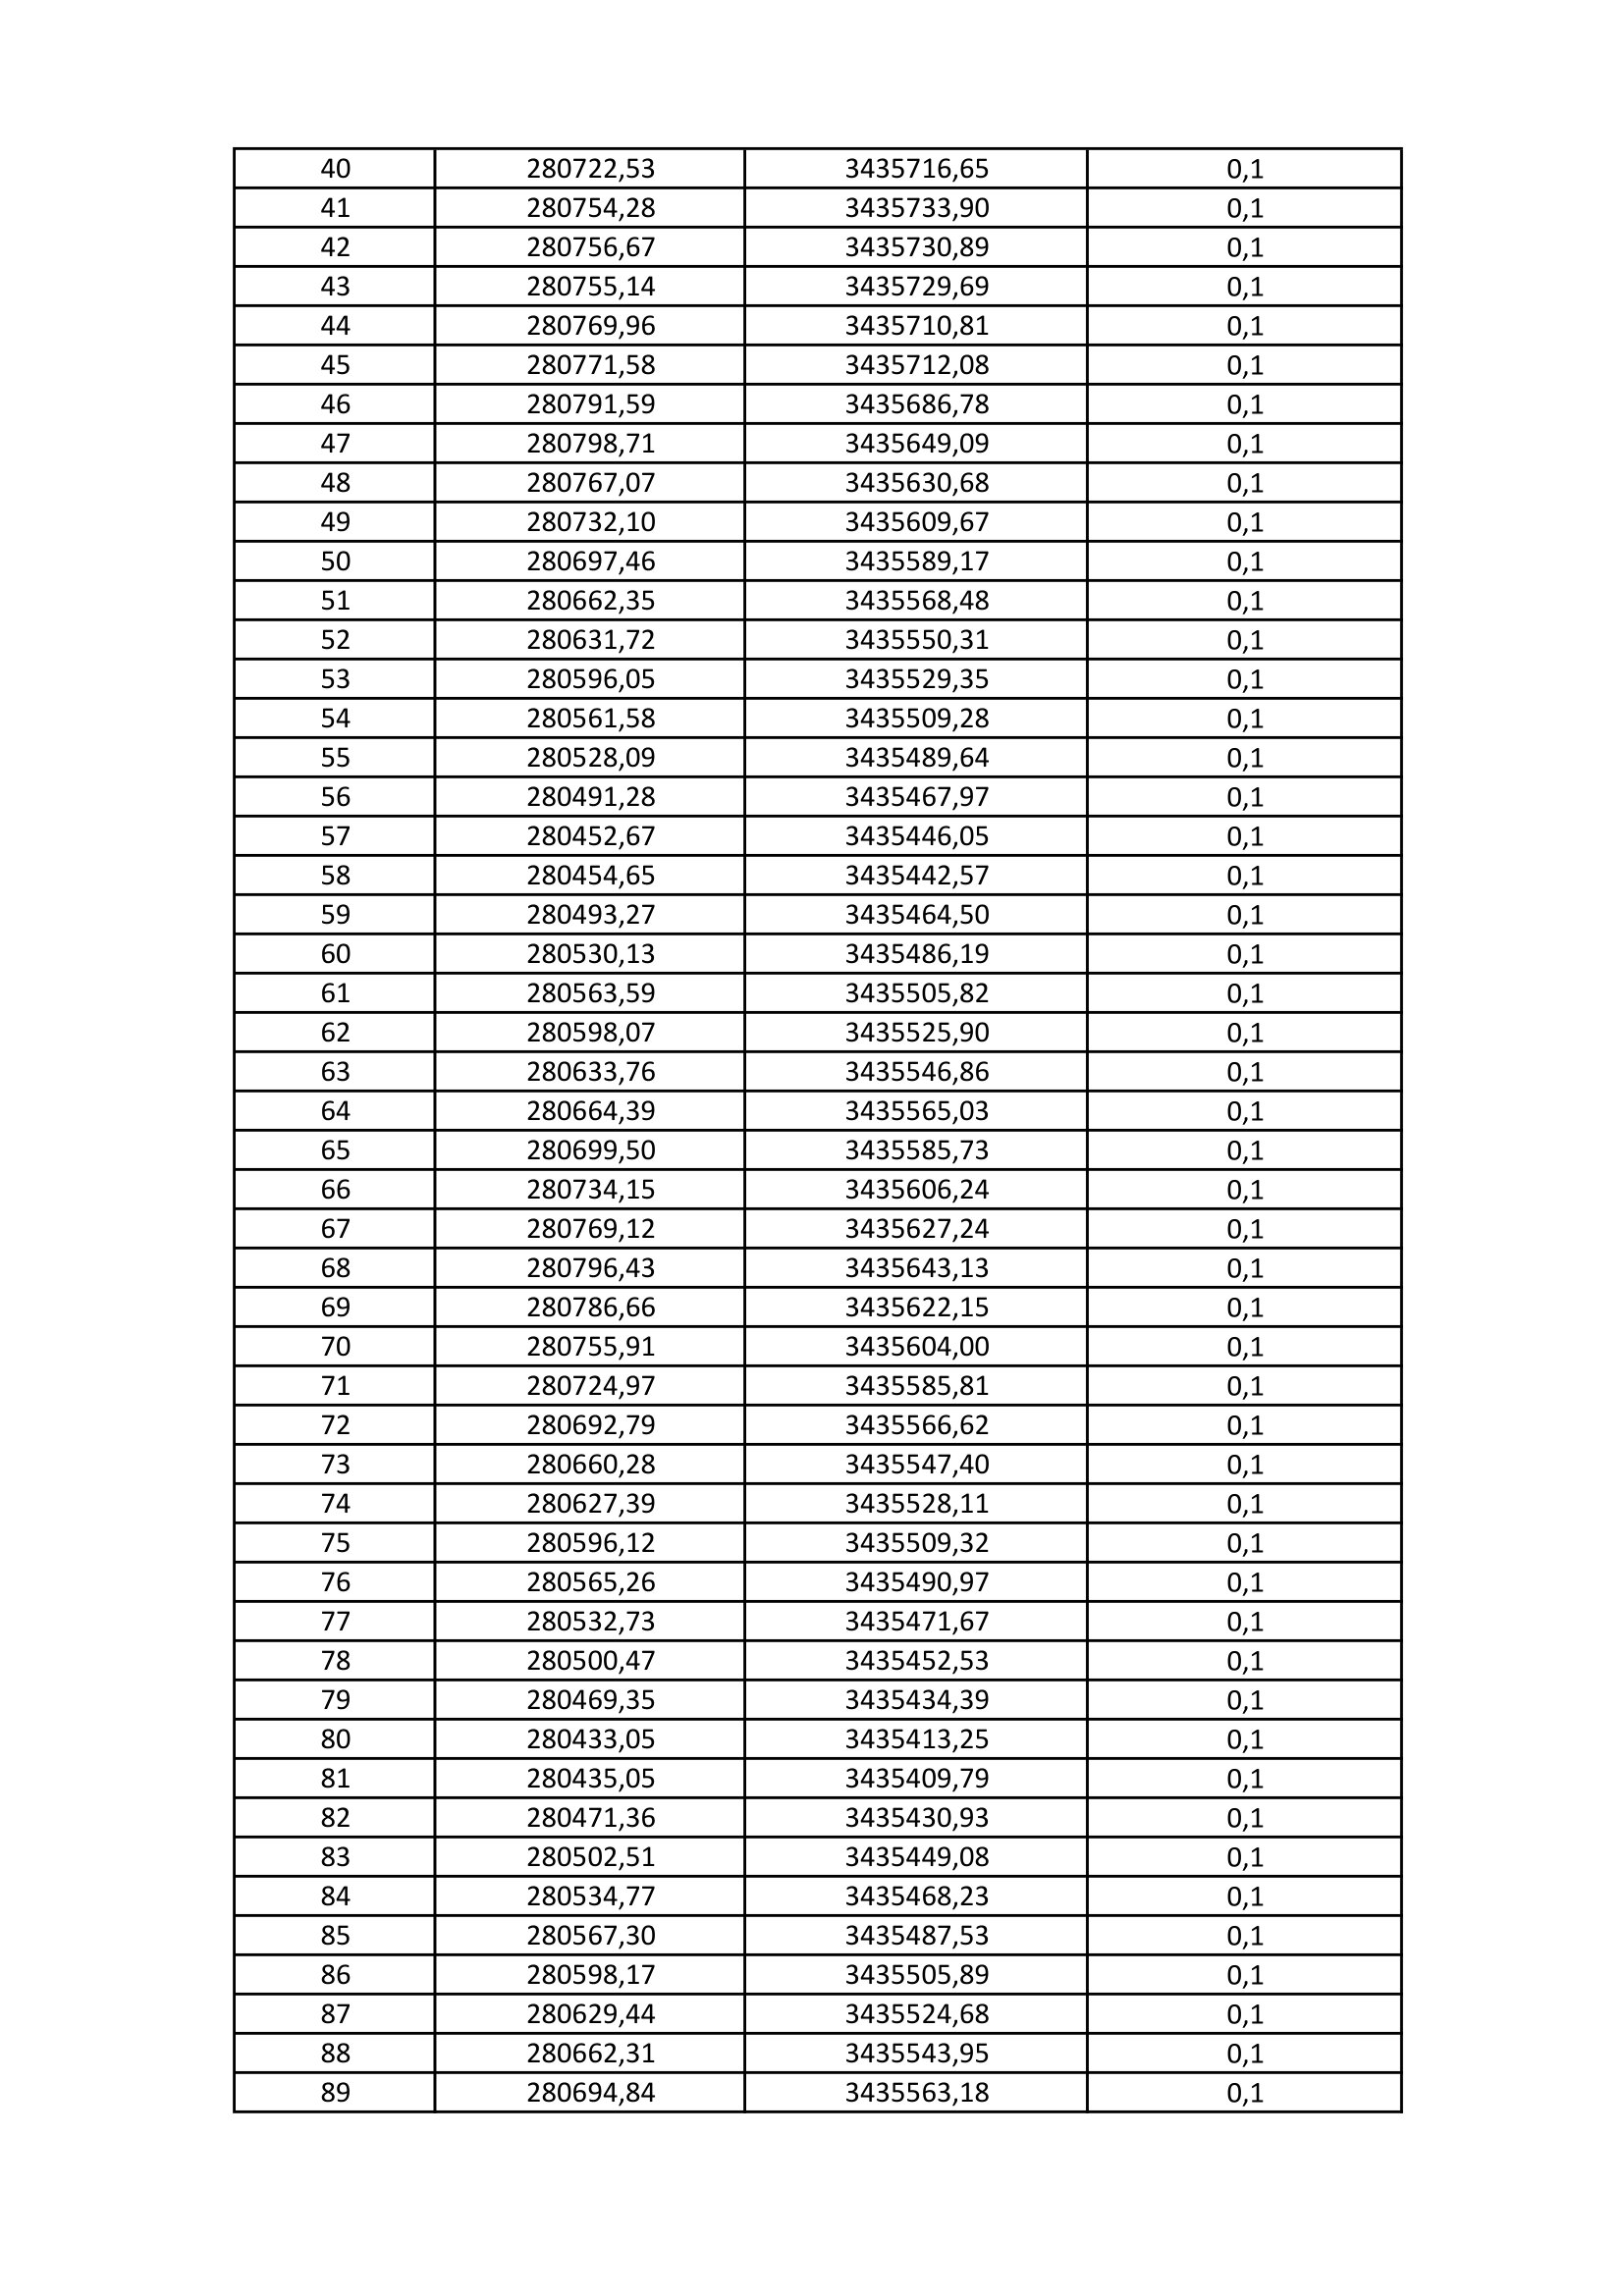 40 280722,53 3435716,65 0,1
41 280754,28 3435733,90 0,1
42 280756,67 3435730,89 0,1
43 280755,14 3435729,69 0,1
44 280769,96 3435710,81 0,1
45 280771,58 3435712,08 0,1
46 280791,59 3435686,78 0,1
47 280798,71 3435649,09 0,1
48 280767,07 3435630,68 0,1
49 280732,10 3435609,67 0,1
50 280697,46 3435589,17 0,1
51 280662,35 3435568,48 0,1
52 280631,72 3435550,31 0,1
53 280596,05 3435529,35 0,1
54 280561,58 3435509,28 0,1
55 280528,09 3435489,64 0,1
56 280491,28 3435467,97 0,1
57 280452,67 3435446,05 0,1
58 280454,65 3435442,57 0,1
59 280493,27 3435464,50 0,1
60 280530,13 3435486,19 0,1
61 280563,59 3435505,82 0,1
62 280598,07 3435525,90 0,1
63 280633,76 3435546,86 0,1
64 280664,39 3435565,03 0,1
65 280699,50 3435585,73 0,1
66 280734,15 3435606,24 0,1
67 280769,12 3435627,24 0,1
68 280796,43 3435643,13 0,1
69 280786,66 3435622,15 0,1
70 280755,91 3435604,00 0,1
71 280724,97 3435585,81 0,1
72 280692,79 3435566,62 0,1
73 280660,28 3435547,40 0,1
74 280627,39 3435528,11 0,1
75 280596,12 3435509,32 0,1
76 280565,26 3435490,97 0,1
77 280532,73 3435471,67 0,1
78 280500,47 3435452,53 0,1
79 280469,35 3435434,39 0,1
80 280433,05 3435413,25 0,1
81 280435,05 3435409,79 0,1
82 280471,36 3435430,93 0,1
83 280502,51 3435449,08 0,1
84 280534,77 3435468,23 0,1
85 280567,30 3435487,53 0,1
86 280598,17 3435505,89 0,1
87 280629,44 3435524,68 0,1
88 280662,31 3435543,95 0,1
89 280694,84 3435563,18 0,1